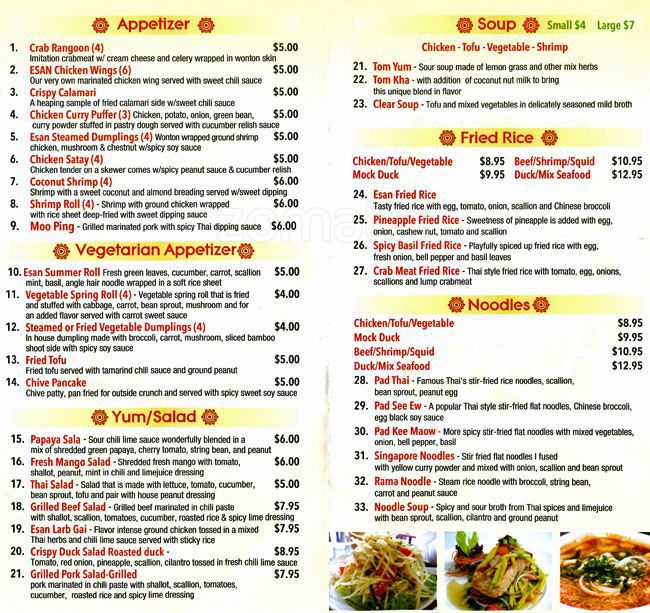 Appetizer
1. Crab Rangoon (4) $5.00
Imitation crabmeat w/ cream cheese and celery wrapped in wonton skin
2. ESAN Chicken Wings (6) $5.00
Our very own marinated chicken wing served with sweet chili sauce
3. Crispy Calamari $5.00
A heaping sample of fried calamari side w/sweet chili sauce
4. Chicken Curry Puffer (3) Chicken, potato, onion, green bean, $5.00
curry powder stuffed in pastry dough served with cucumber relish sauce
5. Esan Steamed Dumplings (4) Wonton wrapped ground shrimp $5.00
chicken, mushroom & chestnut w/spicy soy sauce
6. Chicken Satay (4) $5.00
Chicken tender on a skewer comes w/spicy peanut sauce & cucumber relish
7. Coconut Shrimp (4) $6.00
Shrimp with a sweet coconut and almond breading served w/sweet dipping
8. Shrimp Roll (4) - Shrimp with ground chicken wrapped $6.00
with rice sheet deep-fried with sweet dipping sauce
9. Moo Ping - Grilled marinated pork with spicy Thai dipping sauce $6.00
Vegetarian Appetizer
10. Esan Summer Roll Fresh green leaves, cucumber, carrot, scallion $5.00
mint, basil, angle hair noodle wrapped in a soft rice sheet
11. Vegetable Spring Roll (4) - Vegetable spring roll that is fried $4.00
and stuffed with cabbage, carrot, bean sprout, mushroom and for
an added flavor served with carrot sweet sauce
12. Steamed or Fried Vegetable Dumplings (4) $4.00
In house dumpling made with broccoli, carrot, mushroom, sliced bamboo
shoot side with spicy soy sauce
13. Fried Tofu $5.00
Fried tofu served with tamarind chili sauce and ground peanut
14. Chive Pancake $5.00
Chive patty, pan fried for outside crunch and served with spicy sweet soy sauce
Yum/Salad
15. Papaya Sala - Sour chili lime sauce wonderfully blended in a $6.00
mix of shredded green papaya, cherry tomato, string bean, and peanut
16. Fresh Mango Salad - Shredded fresh mango with tomato, $6.00
shallot, peanut, mint in chili and limejuice dressing
17. Thai Salad - Salad that is made with lettuce, tomato, cucumber, $5.00
bean sprout, tofu and pair with house peanut dressing
18. Grilled Beef Salad - Grilled beef marinated in chili paste $7.95
with shallot, scallion, tomatoes, cucumber, roasted rice & spicy lime dressing
19. Esan Larb Gai - Flavor intense ground chicken tossed in a mixed $7.95
Thai herbs and chili lime sauce served with sticky rice
20. Crispy Duck Salad Roasted duck - $8.95
Tomato, red onion, pineapple, scallion, cilantro tossed in fresh chili lime sauce
21. Grilled Pork Salad-Grilled $7.95
pork marinated in chili paste with shallot, scallion, tomatoes,
cucumber, roasted rice and spicy lime dressing
Soup Small $4 Large $7
Chicken - Tofu - Vegetable - Shrimp
21. Tom Yum - Sour soup made of lemon grass and other mix herbs
22. Tom Kha - with addition of coconut nut milk to bring
this unique blend in flavor
23. Clear Soup - Tofu and mixed vegetables in delicately seasoned mild broth
Fried Rice
Chicken/Tofu/Vegetable $8.95 Beef/Shrimp/Squid $10.95
Mock Duck $9.95 Duck/Mix Seafood $12.95
24. Esan Fried Rice
Tasty fried rice with egg, tomato, onion, scallion and Chinese broccoli
25. Pineapple Fried Rice - Sweetness of pineapple is added with egg,
onion, cashew nut, tomato and scallion
26. Spicy Basil Fried Rice - Playfully spiced up fried rice with egg,
fresh onion, bell pepper and basil leaves
27. Crab Meat Fried Rice - Thai style fried rice with tomato, egg, onions,
scallions and lump crabmeat
Noodles
Chicken/Tofu/Vegetable $8.95
Mock Duck $9.95
Beef/Shrimp/Squid $10.95
Duck/Mix Seafood $12.95
28. Pad Thai - Famous Thai's stir-fried rice noodles, scallion,
bean sprout, peanut egg
29. Pad See Ew - A popular Thai style stir-fried flat noodles, Chinese broccoli,
egg black soy sauce
30. Pad Kee Maow - More spicy stir-fried flat noodles with mixed vegetables,
onion, bell pepper, basil
31. Singapore Noodles - Stir fried flat noodles I fused
with yellow curry powder and mixed with onion, scallion and bean sprout
32. Rama Noodle - Steam rice noodle with broccoli, string bean,
carrot and peanut sauce
33. Noodle Soup - Spicy and sour broth from Thai spices and limejuice
with bean sprout, scallion, cilantro and ground peanut